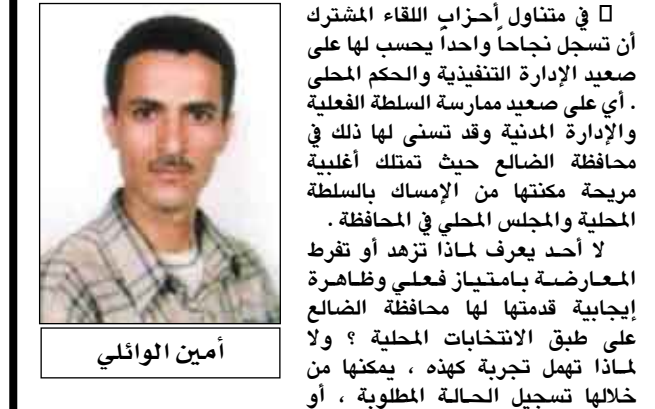 □ في متناول أحزاب اللقاء المشترك
أن تسجل نجاحاً واحداً يحسب لها على
صعيد الإدارة التنفيذية والحكم المحلى
. أي على صعيد ممارسة السلطة الفعلية
والإدارة المدنية وقد تسنى لها ذلك في
محافظة الضالع حيث تمتلك أغلبية
مريحة مكنتها من الإمساك بالسلطة
المحلية والمجلس المحلي في المحافظة .
لا أحد يعرف لماذا تزهد أو تفرط
المعارضة بامتياز فعلي وظاهرة
إيجابية قدمتها لها محافظة الضالع
على طبق الانتخابات المحلية ؟ ولا
لماذا تهمل تجربة كهذه ، يمكنها من
خلالها تسجيل الحالة المطلوبة ، أو
أمين الوائلي